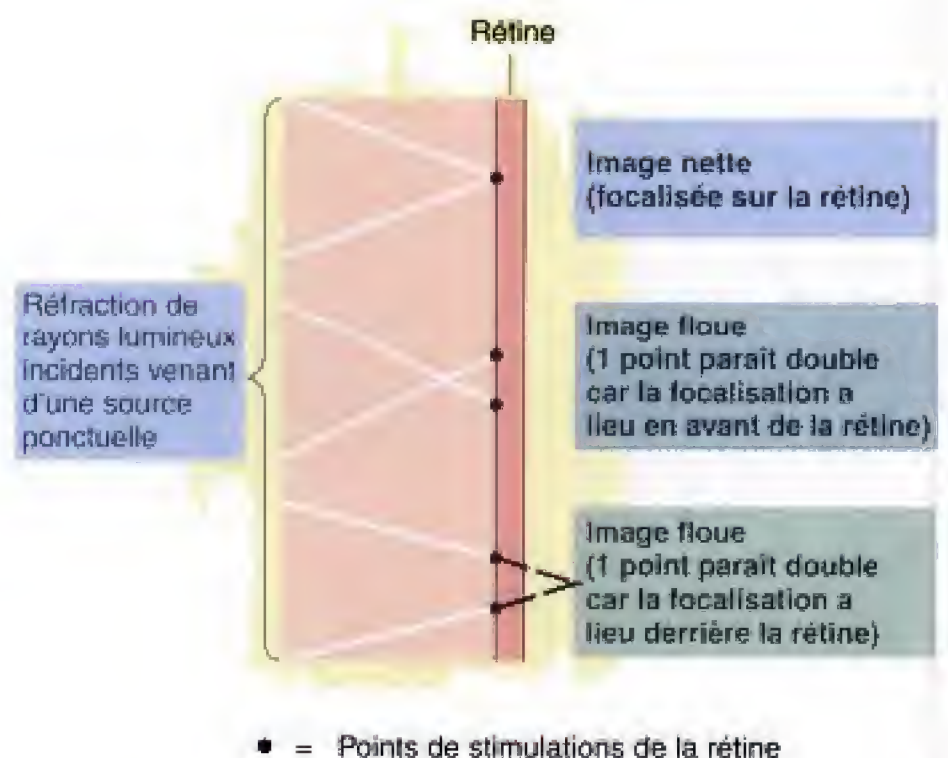 Rétine
Image nette
(focalisée sur la rétine)
Réfraction de
rayons lumineux
incidents venant
d'une source
ponctuelle
Image floue
(1 point paraît double
car la focalisation a
lieu en avant de la rétine)
Image floue
(1 point paraît double
car la focalisation a
lieu derrière la rétine)
● = Points de stimulations de la rétine